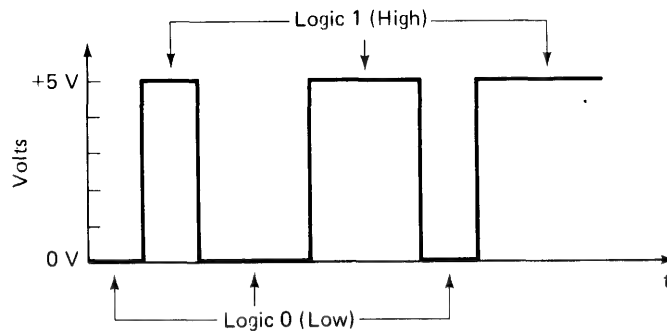 Logic 1 (High)
+5 V
Volts
0 V
t
Logic 0 (Low)